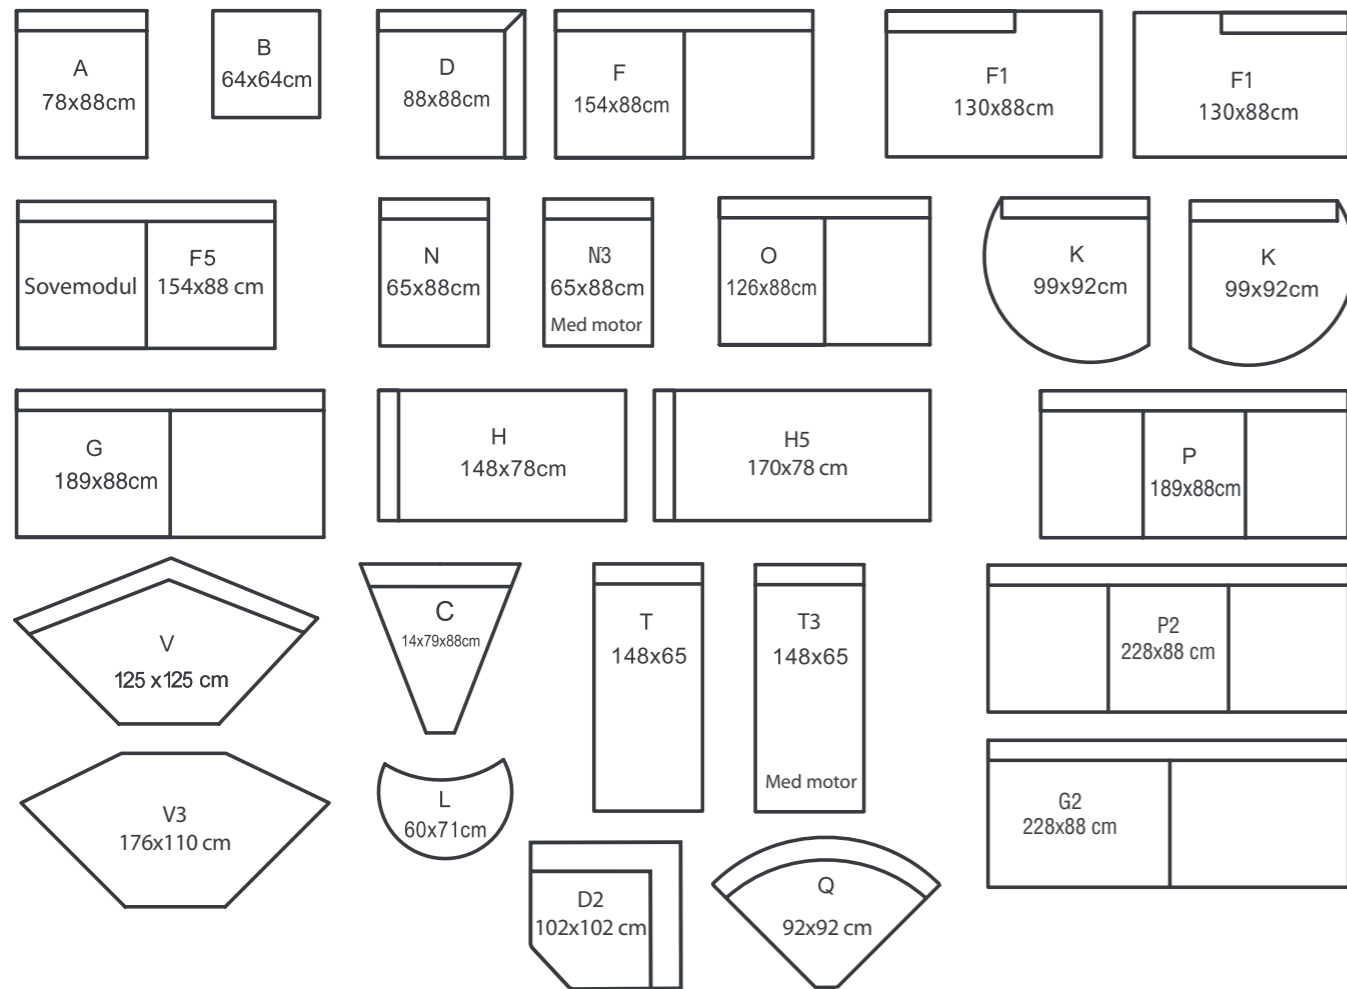 A
78x88cm
B
64x64cm
D
88x88cm
F
154x88cm
F1
130x88cm
F1
130x88cm
Sovemodul
F5
154x88 cm
N
65x88cm
N3
65x88cm
Med motor
O
126x88cm
K
99x92cm
K
99x92cm
G
189x88cm
H
148x78cm
H5
170x78 cm
P
189x88cm
V
125 x125 cm
C
14x79x88cm
T
148x65
T3
148x65
Med motor
P2
228x88 cm
V3
176x110 cm
L
60x71cm
G2
228x88 cm
D2
102x102 cm
Q
92x92 cm